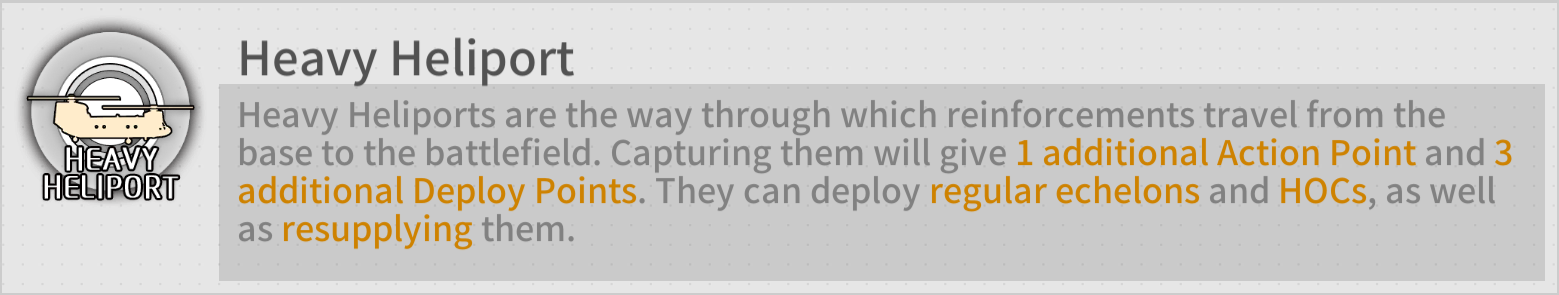 Heavy Heliport
Heavy Heliports are the way through which reinforcements travel from the
base to the battlefield. Capturing them will give 1 additional Action Point and 3
additional Deploy Points. They can deploy regular echelons and HOCs, as well
as resupplying them.
HEAVY
HELIPORT